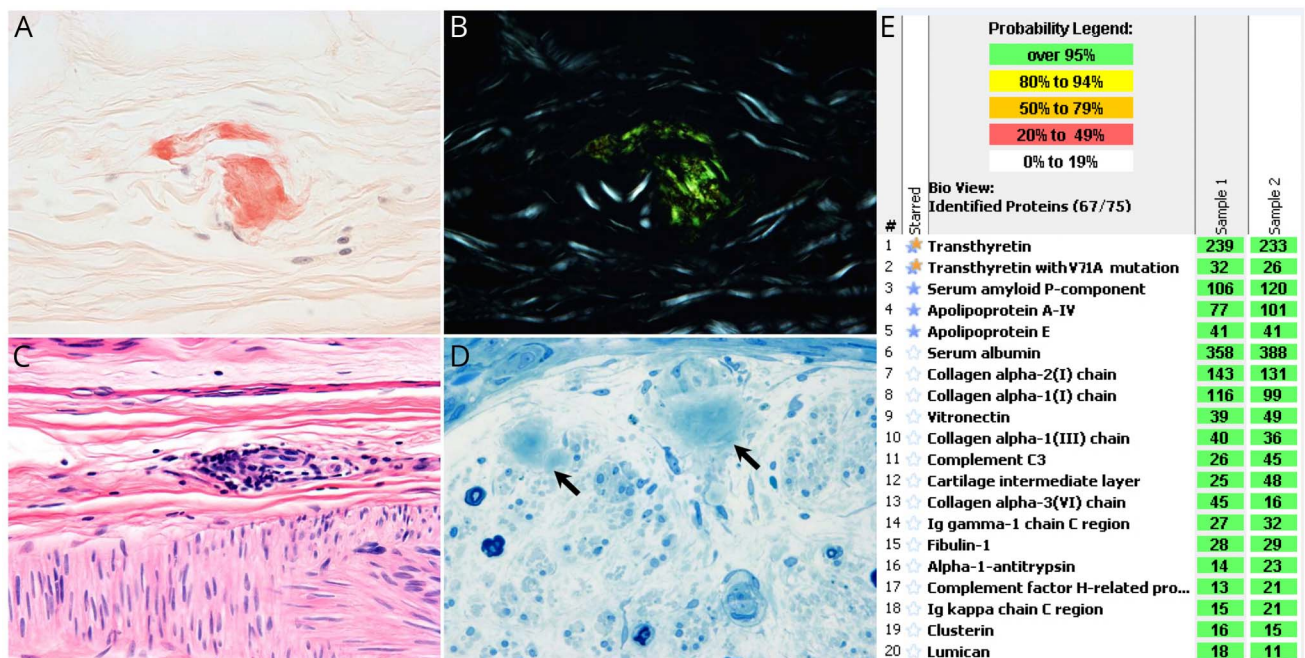 A
B
C
D
E
Probability Legend:
over 95%
80% to 94%
50% to 79%
20% to 49%
0% to 19%
Bio View:
Identified Proteins (67/75)
# Starred Sample 1 Sample 2
1 Transthyretin 239 233
2 Transthyretin with V71A mutation 32 26
3 Serum amyloid P-component 106 120
4 Apolipoprotein A-IV 77 101
5 Apolipoprotein E 41 41
6 Serum albumin 358 388
7 Collagen alpha-2(I) chain 143 131
8 Collagen alpha-1(I) chain 116 99
9 Vitronectin 39 49
10 Collagen alpha-1(III) chain 40 36
11 Complement C3 26 45
12 Cartilage intermediate layer 25 48
13 Collagen alpha-3(VI) chain 45 16
14 Ig gamma-1 chain C region 27 32
15 Fibulin-1 28 29
16 Alpha-1-antitrypsin 14 23
17 Complement factor H-related pro... 13 21
18 Ig kappa chain C region 15 21
19 Clusterin 16 15
20 Lumican 18 11